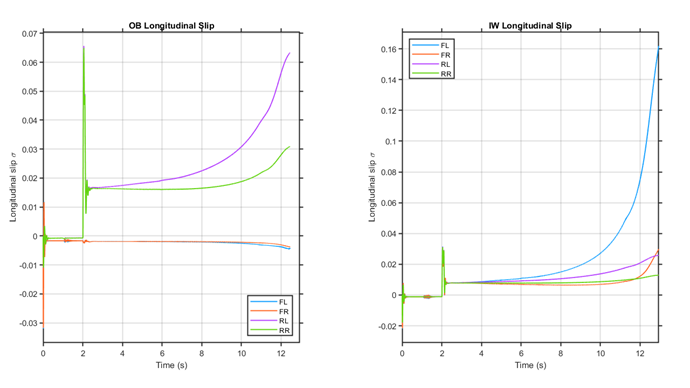 OB Longitudinal Slip
0.07
0.06
0.05
0.04
0.03
0.02
0.01
0
-0.01
-0.02
-0.03
Longitudinal slip σ
0 2 4 6 8 10 12
Time (s)
FL
FR
RL
RR
IW Longitudinal Slip
0.16
0.14
0.12
0.1
0.08
0.06
0.04
0.02
0
-0.02
Longitudinal slip σ
0 2 4 6 8 10 12
Time (s)
FL
FR
RL
RR